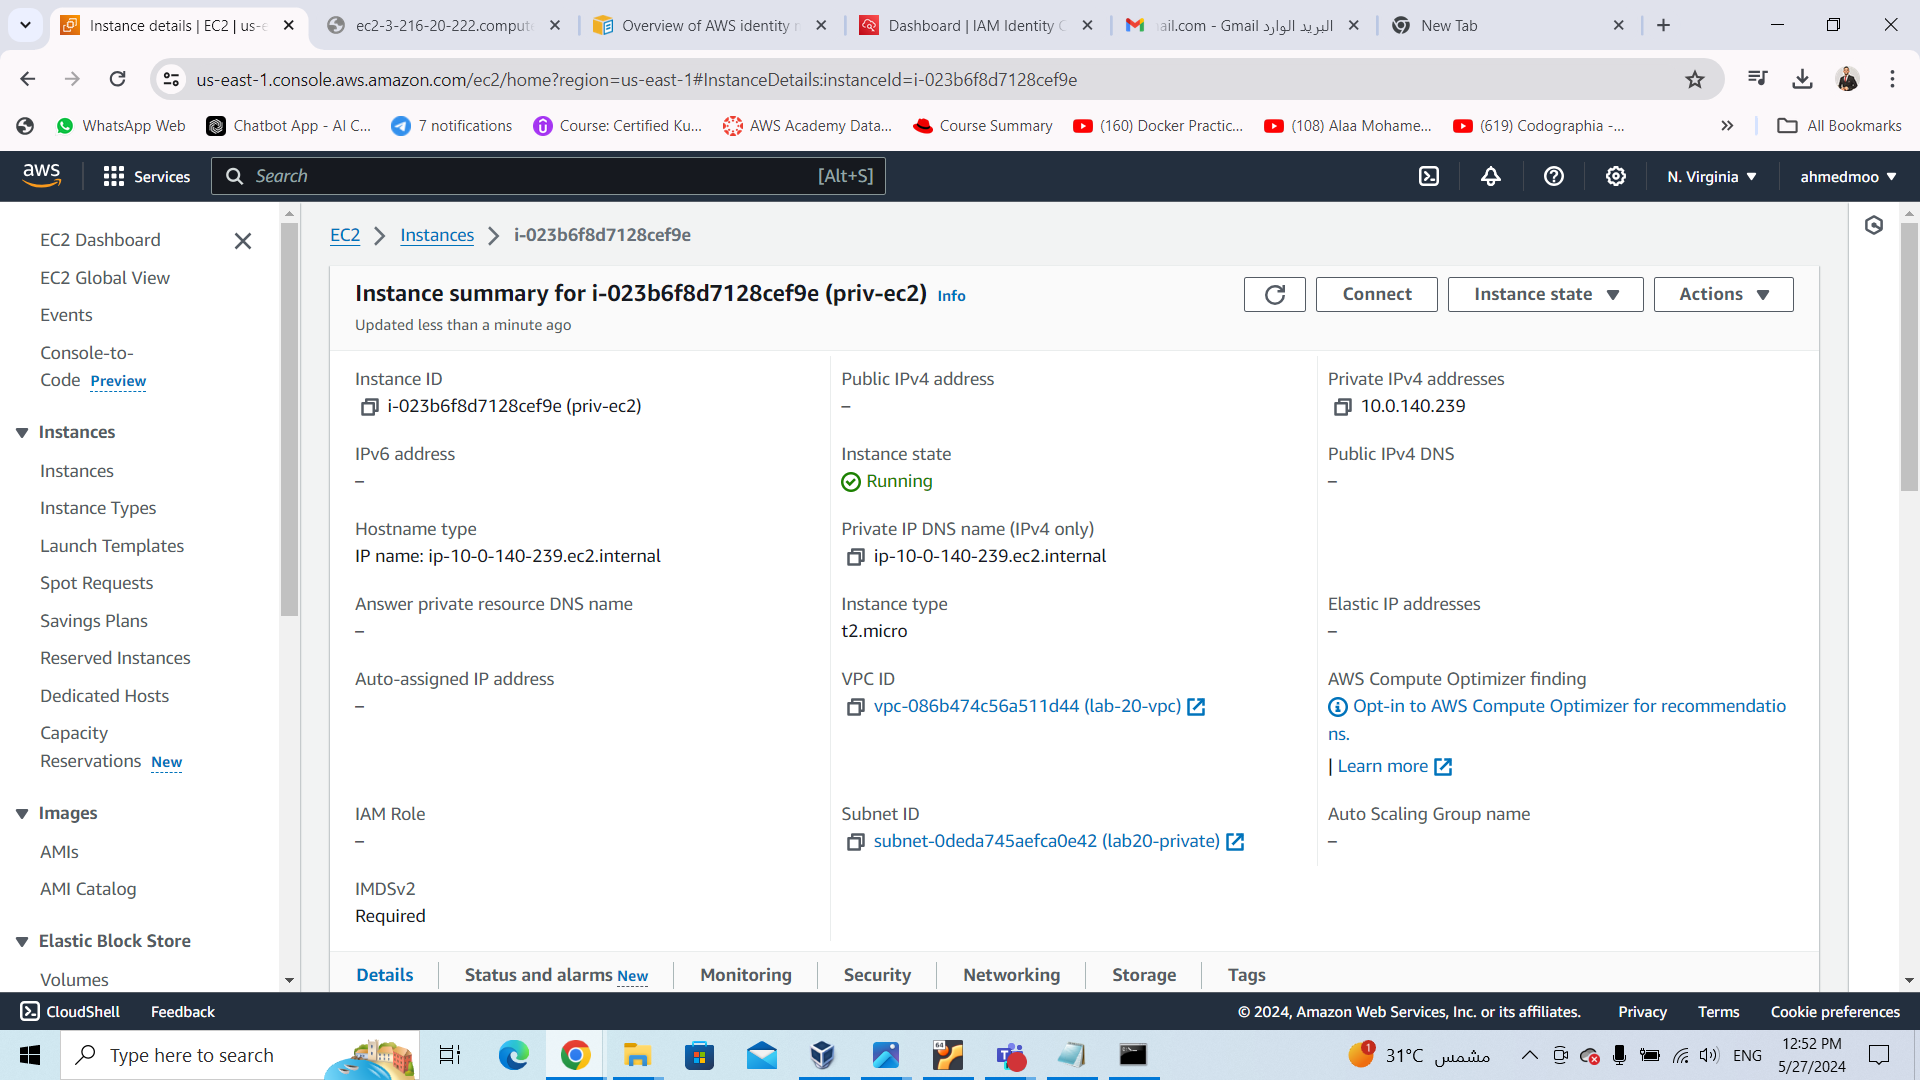 Instance details | EC2 | us-e
ec2-3-216-20-222.compute
Overview of AWS identity m
Dashboard | IAM Identity C
ail.com - Gmail البريد الوارد
New Tab
us-east-1.console.aws.amazon.com/ec2/home?region=us-east-1#InstanceDetails:instanceId=i-023b6f8d7128cef9e
WhatsApp Web
Chatbot App - AI C...
7 notifications
Course: Certified Ku...
AWS Academy Data...
Course Summary
(160) Docker Practic...
(108) Alaa Mohame...
(619) Codographia -...
All Bookmarks
aws
Services
Search
[Alt+S]
N. Virginia
ahmedmoo
EC2 Dashboard
EC2 Global View
Events
Console-to-
Code Preview
Instances
Instances
Instance Types
Launch Templates
Spot Requests
Savings Plans
Reserved Instances
Dedicated Hosts
Capacity
Reservations New
Images
AMIs
AMI Catalog
Elastic Block Store
Volumes
EC2 > Instances > i-023b6f8d7128cef9e
Instance summary for i-023b6f8d7128cef9e (priv-ec2) Info
Updated less than a minute ago
Connect
Instance state
Actions
Instance ID
i-023b6f8d7128cef9e (priv-ec2)
Public IPv4 address
–
Private IPv4 addresses
10.0.140.239
IPv6 address
–
Instance state
Running
Public IPv4 DNS
–
Hostname type
IP name: ip-10-0-140-239.ec2.internal
Private IP DNS name (IPv4 only)
ip-10-0-140-239.ec2.internal
Answer private resource DNS name
–
Instance type
t2.micro
Elastic IP addresses
–
Auto-assigned IP address
–
VPC ID
vpc-086b474c56a511d44 (lab-20-vpc)
AWS Compute Optimizer finding
Opt-in to AWS Compute Optimizer for recommendatio
ns.
| Learn more
IAM Role
–
Subnet ID
subnet-0deda745aefca0e42 (lab20-private)
Auto Scaling Group name
–
IMDSv2
Required
Details
Status and alarms New
Monitoring
Security
Networking
Storage
Tags
CloudShell
Feedback
© 2024, Amazon Web Services, Inc. or its affiliates.
Privacy
Terms
Cookie preferences
Type here to search
64
1
31°C مشمس
ENG
12:52 PM
5/27/2024